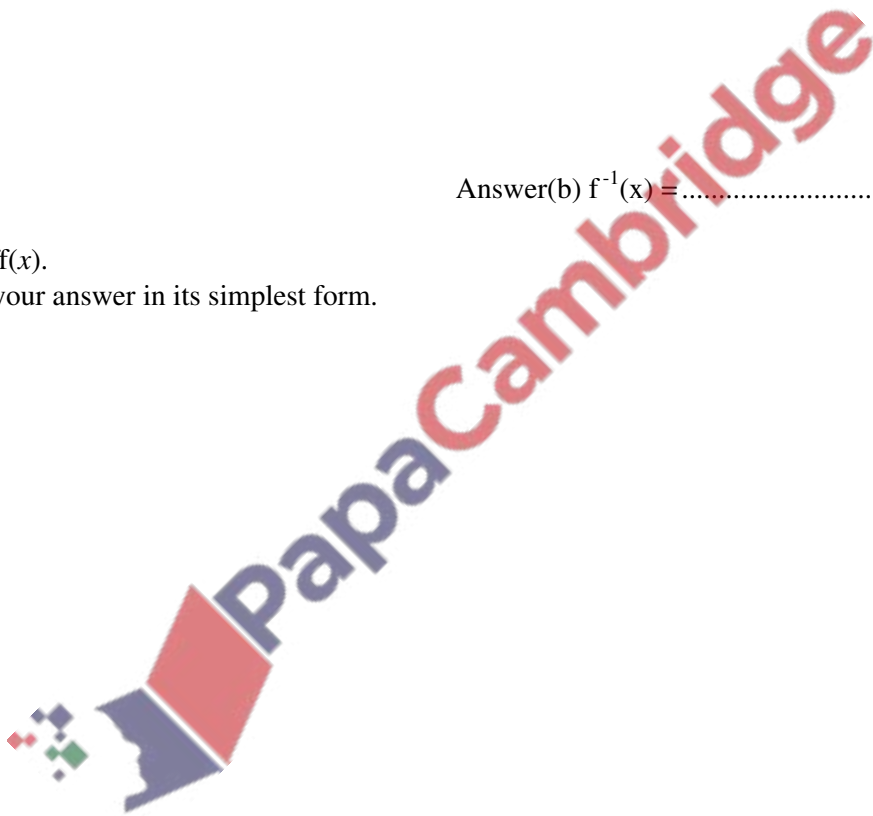 Answer(b) f⁻¹(x) = ..........................
f(x).
your answer in its simplest form.
PapaCambridge